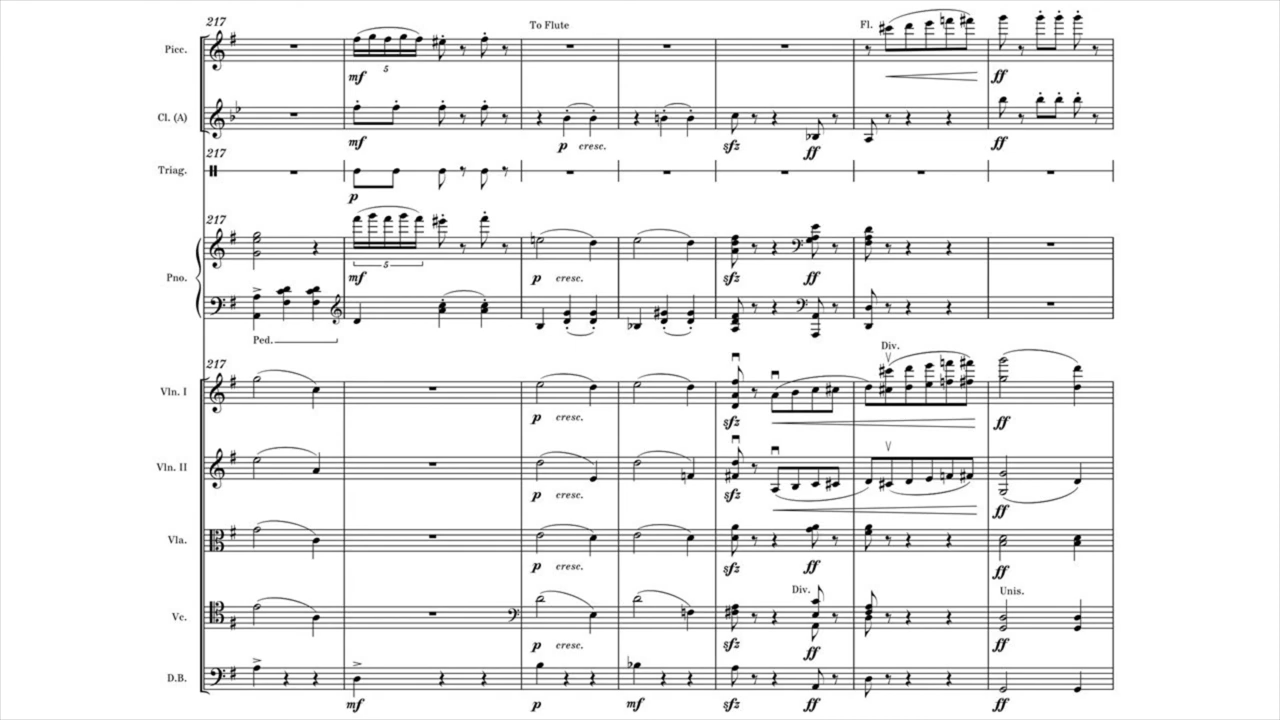 217
To Flute
Fl.
Picc.
5
mf
ff
Cl. (A)
mf
p cresc.
sfz
ff
ff
217
Triag.
p
217
5
Pno.
mf
p cresc.
sfz
ff
Ped.
217
Div.
Vln. I
p cresc.
sfz
ff
Vln. II
p cresc.
sfz
ff
Vla.
p cresc.
sfz
ff
ff
Div.
Unis.
Vc.
p cresc.
sfz
ff
ff
D.B.
mf
p
mf
sfz
ff
ff